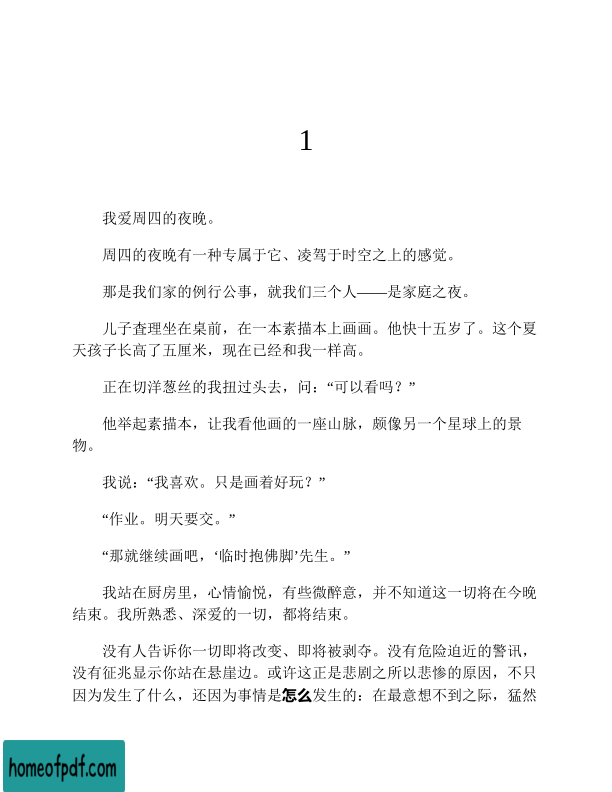 1
我爱周四的夜晚。
周四的夜晚有一种专属于它、凌驾于时空之上的感觉。
那是我们家的例行公事，就我们三个人——是家庭之夜。
儿子查理坐在桌前，在一本素描本上画画。他快十五岁了。这个夏
天孩子长高了五厘米，现在已经和我一样高。
正在切洋葱丝的我扭过头去，问：“可以看吗？”
他举起素描本，让我看他画的一座山脉，颇像另一个星球上的景
物。
我说：“我喜欢。只是画着好玩？”
“作业。明天要交。”
“那就继续画吧，‘临时抱佛脚’先生。”
我站在厨房里，心情愉悦，有些微醉意，并不知道这一切将在今晚
结束。我所熟悉、深爱的一切，都将结束。
没有人告诉你一切即将改变、即将被剥夺。没有危险迫近的警讯，
没有征兆显示你站在悬崖边。或许这正是悲剧之所以悲惨的原因，不只
因为发生了什么，还因为事情是怎么发生的：在最意想不到之际，猛然
homeofpdf.com